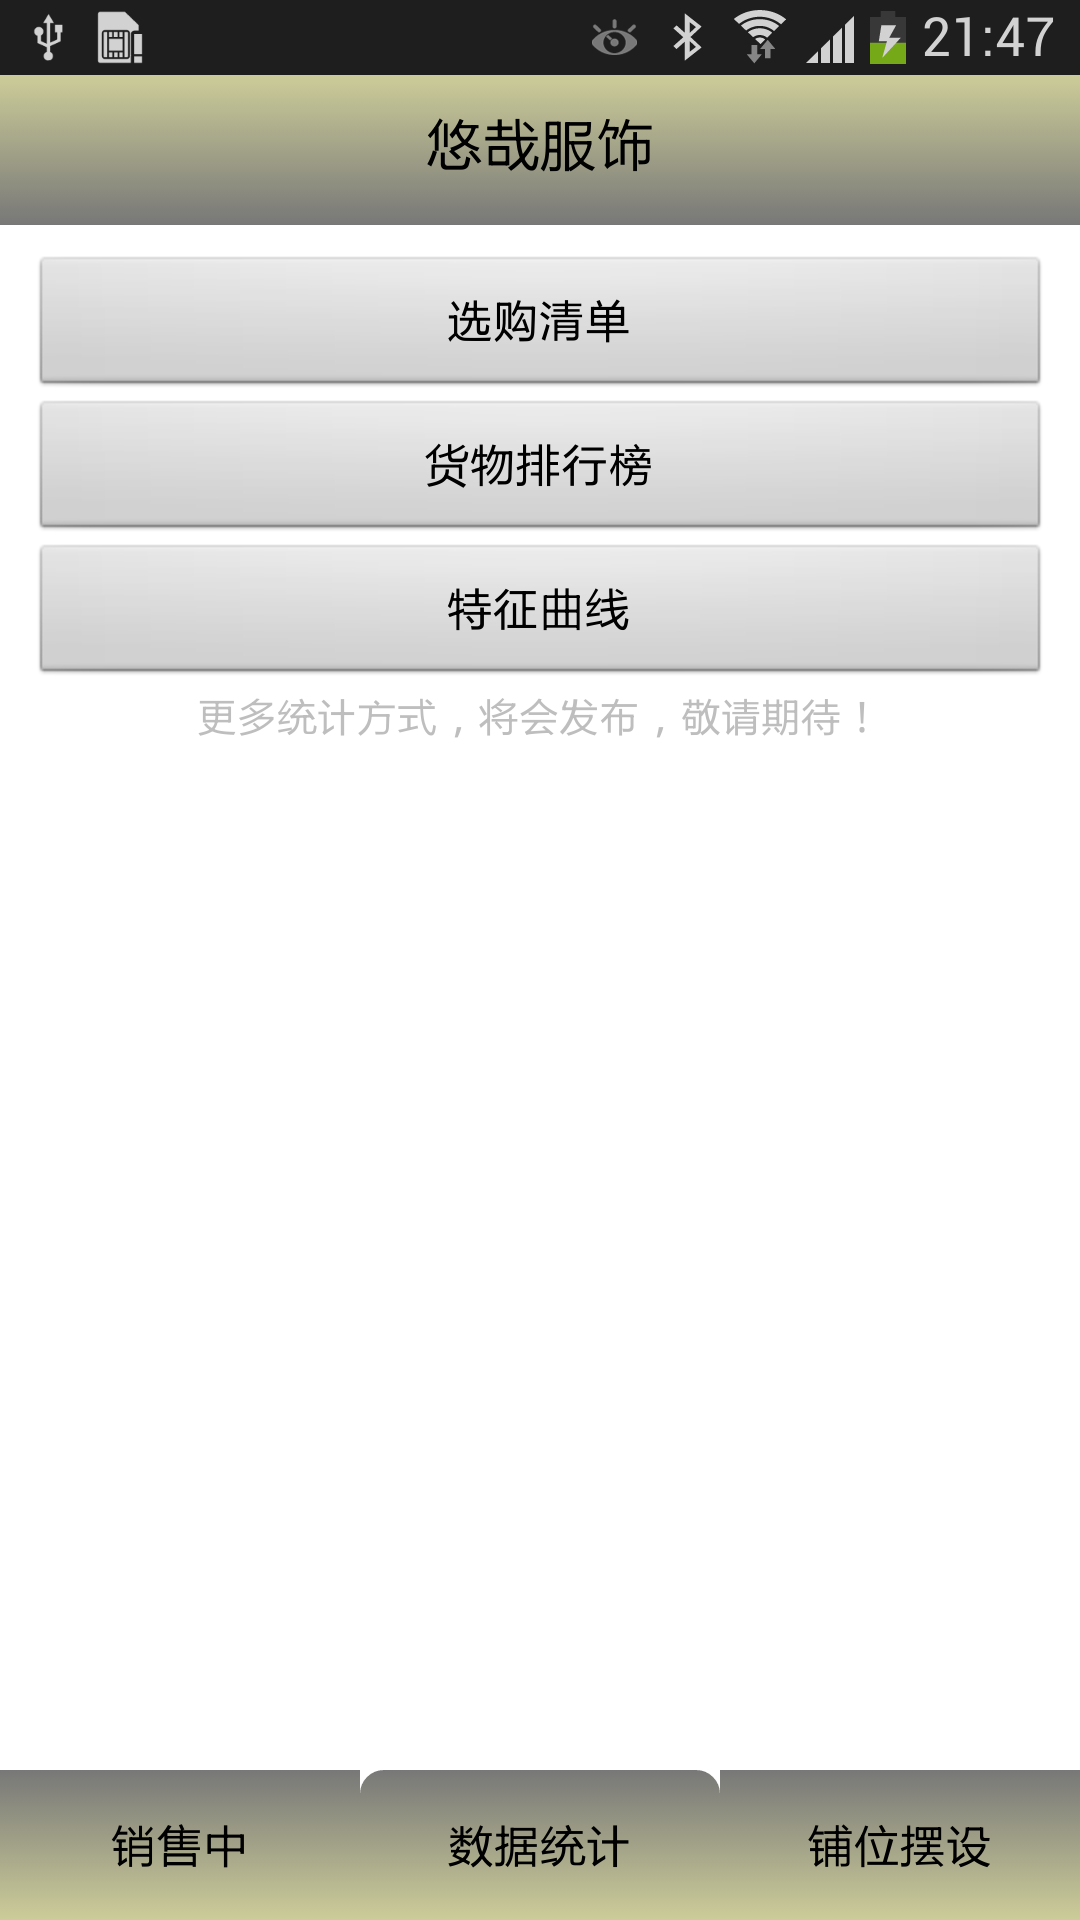 21:47
悠哉服饰
选购清单
货物排行榜
特征曲线
更多统计方式，将会发布，敬请期待！
销售中 数据统计 铺位摆设